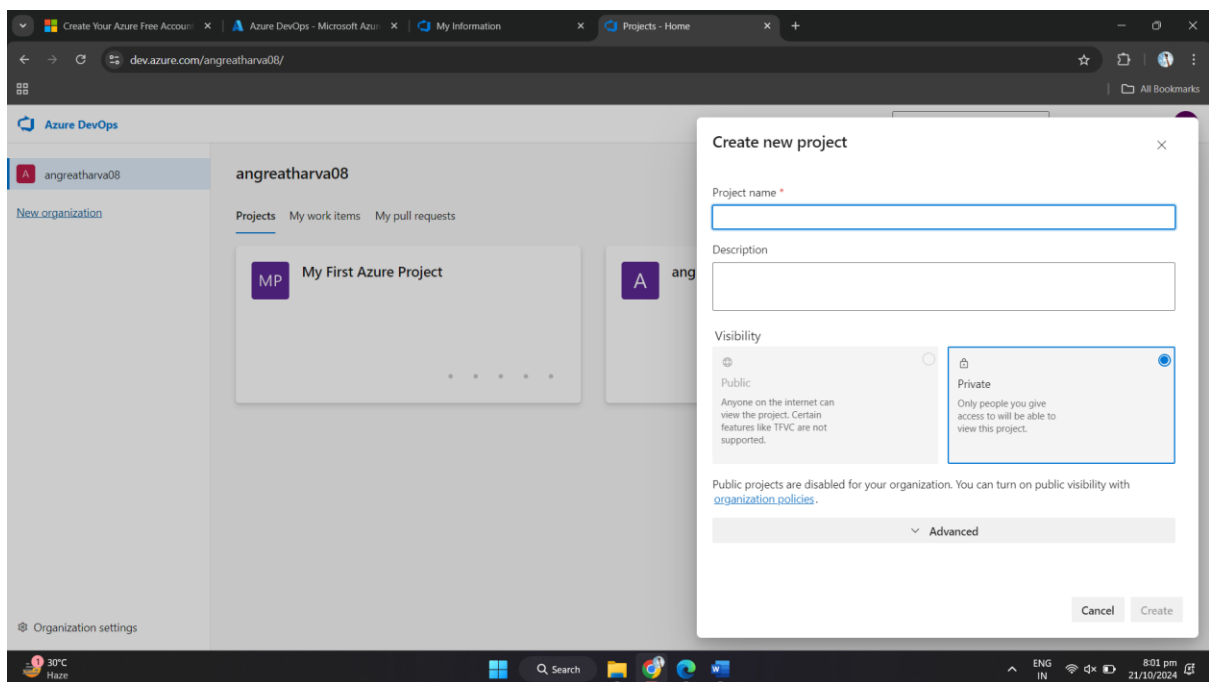 Create Your Azure Free Accoun
Azure DevOps - Microsoft Azur
My Information
Projects - Home
dev.azure.com/angreatharva08/
All Bookmarks
Azure DevOps
A angreatharva08
New organization
Organization settings
angreatharva08
Projects My work items My pull requests
MP My First Azure Project
A ang
Create new project
Project name *
Description
Visibility
Public
Anyone on the internet can
view the project. Certain
features like TFVC are not
supported.
Private
Only people you give
access to will be able to
view this project.
Public projects are disabled for your organization. You can turn on public visibility with
organization policies.
Advanced
Cancel Create
1
30°C
Haze
Search
ENG
IN
8:01 pm
21/10/2024